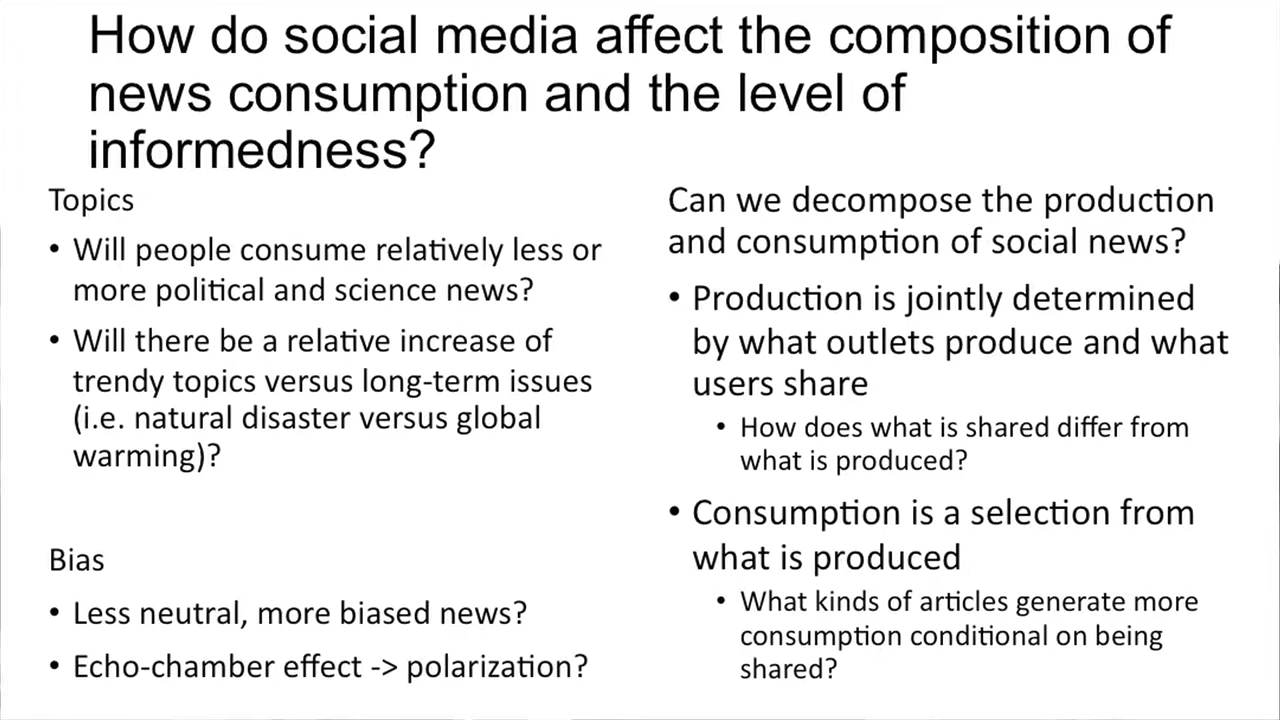 How do social media affect the composition of
news consumption and the level of
informedness?
Topics
• Will people consume relatively less or
more political and science news?
• Will there be a relative increase of
trendy topics versus long-term issues
(i.e. natural disaster versus global
warming)?
Bias
• Less neutral, more biased news?
• Echo-chamber effect -> polarization?
Can we decompose the production
and consumption of social news?
• Production is jointly determined
by what outlets produce and what
users share
• How does what is shared differ from
what is produced?
• Consumption is a selection from
what is produced
• What kinds of articles generate more
consumption conditional on being
shared?